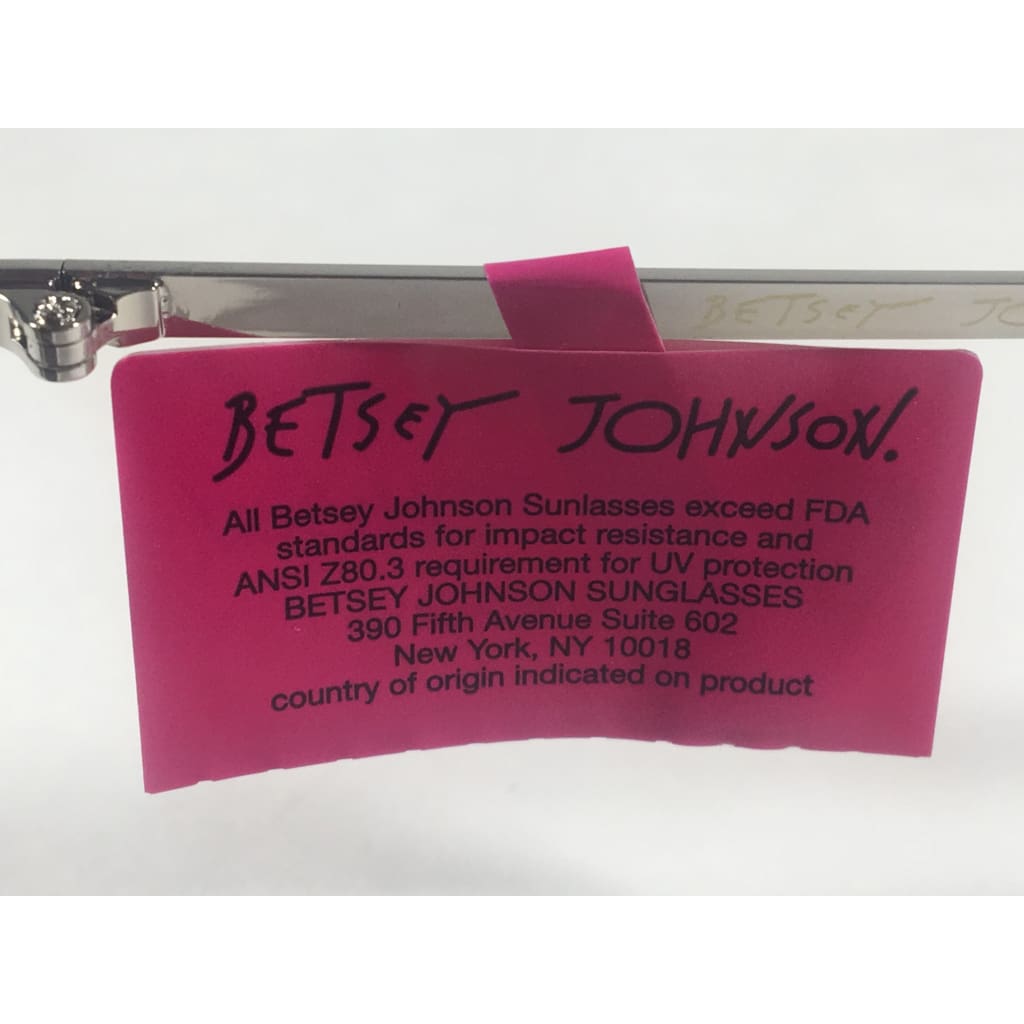 BETSEY JO
BETSEY JOHNSON.
All Betsey Johnson Sunlasses exceed FDA
standards for impact resistance and
ANSI Z80.3 requirement for UV protection
BETSEY JOHNSON SUNGLASSES
390 Fifth Avenue Suite 602
New York, NY 10018
country of origin indicated on product